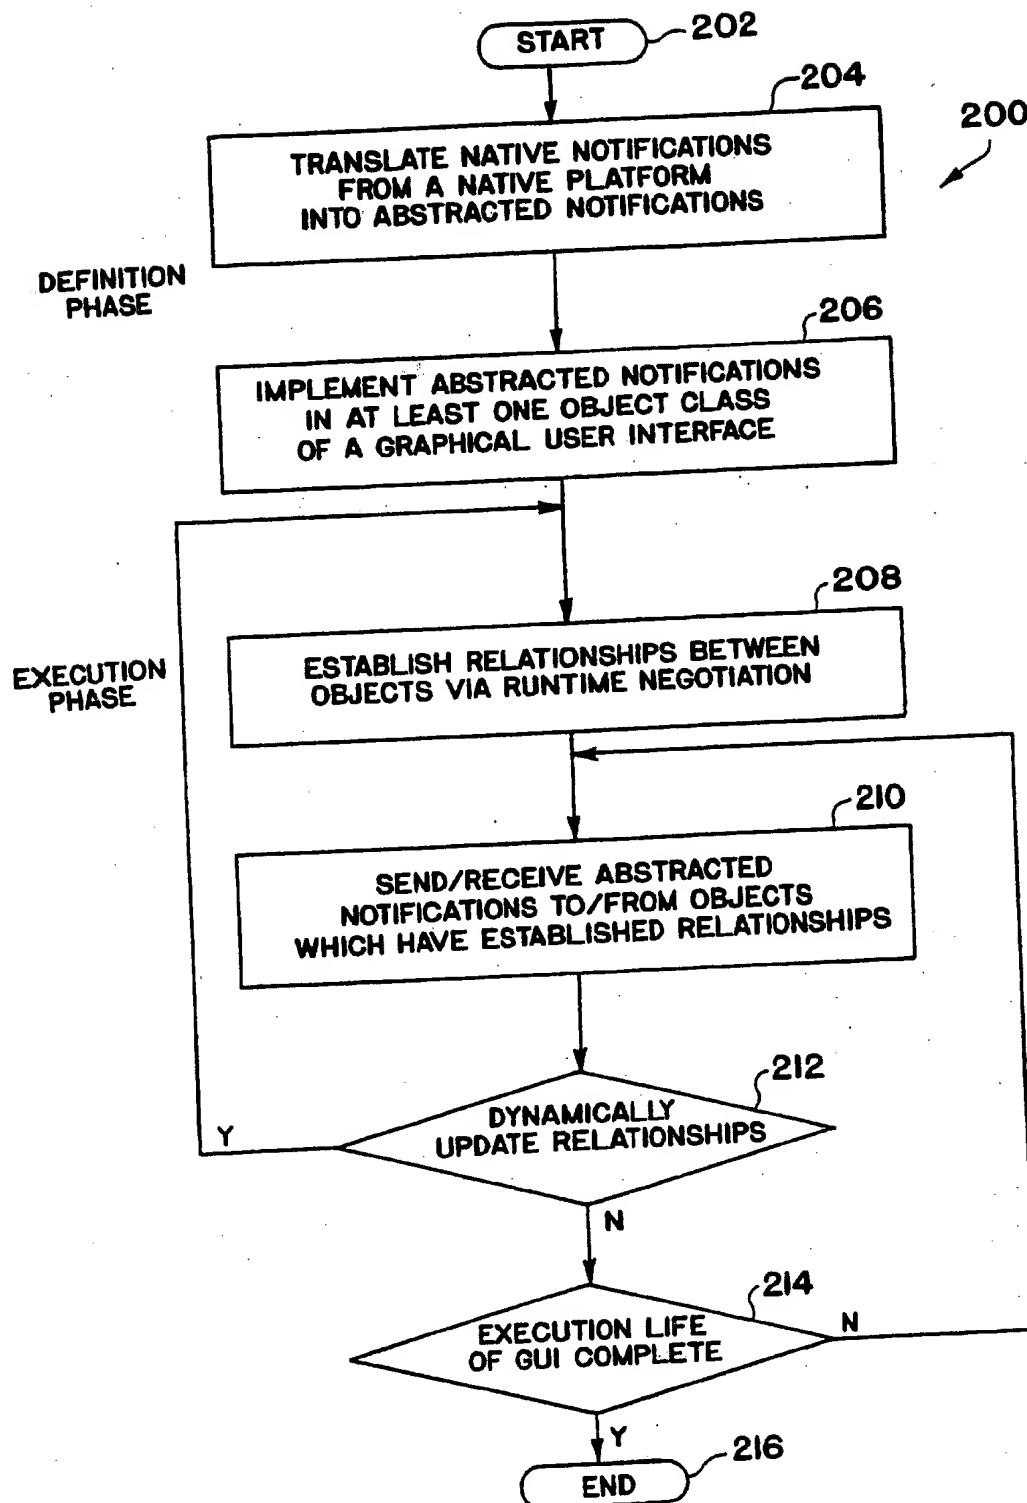 START
202
204
200
TRANSLATE NATIVE NOTIFICATIONS
FROM A NATIVE PLATFORM
INTO ABSTRACTED NOTIFICATIONS
DEFINITION
PHASE
206
IMPLEMENT ABSTRACTED NOTIFICATIONS
IN AT LEAST ONE OBJECT CLASS
OF A GRAPHICAL USER INTERFACE
208
EXECUTION
PHASE
ESTABLISH RELATIONSHIPS BETWEEN
OBJECTS VIA RUNTIME NEGOTIATION
210
SEND/RECEIVE ABSTRACTED
NOTIFICATIONS TO/FROM OBJECTS
WHICH HAVE ESTABLISHED RELATIONSHIPS
212
DYNAMICALLY
UPDATE RELATIONSHIPS
Y
N
214
EXECUTION LIFE
OF GUI COMPLETE
N
Y
216
END